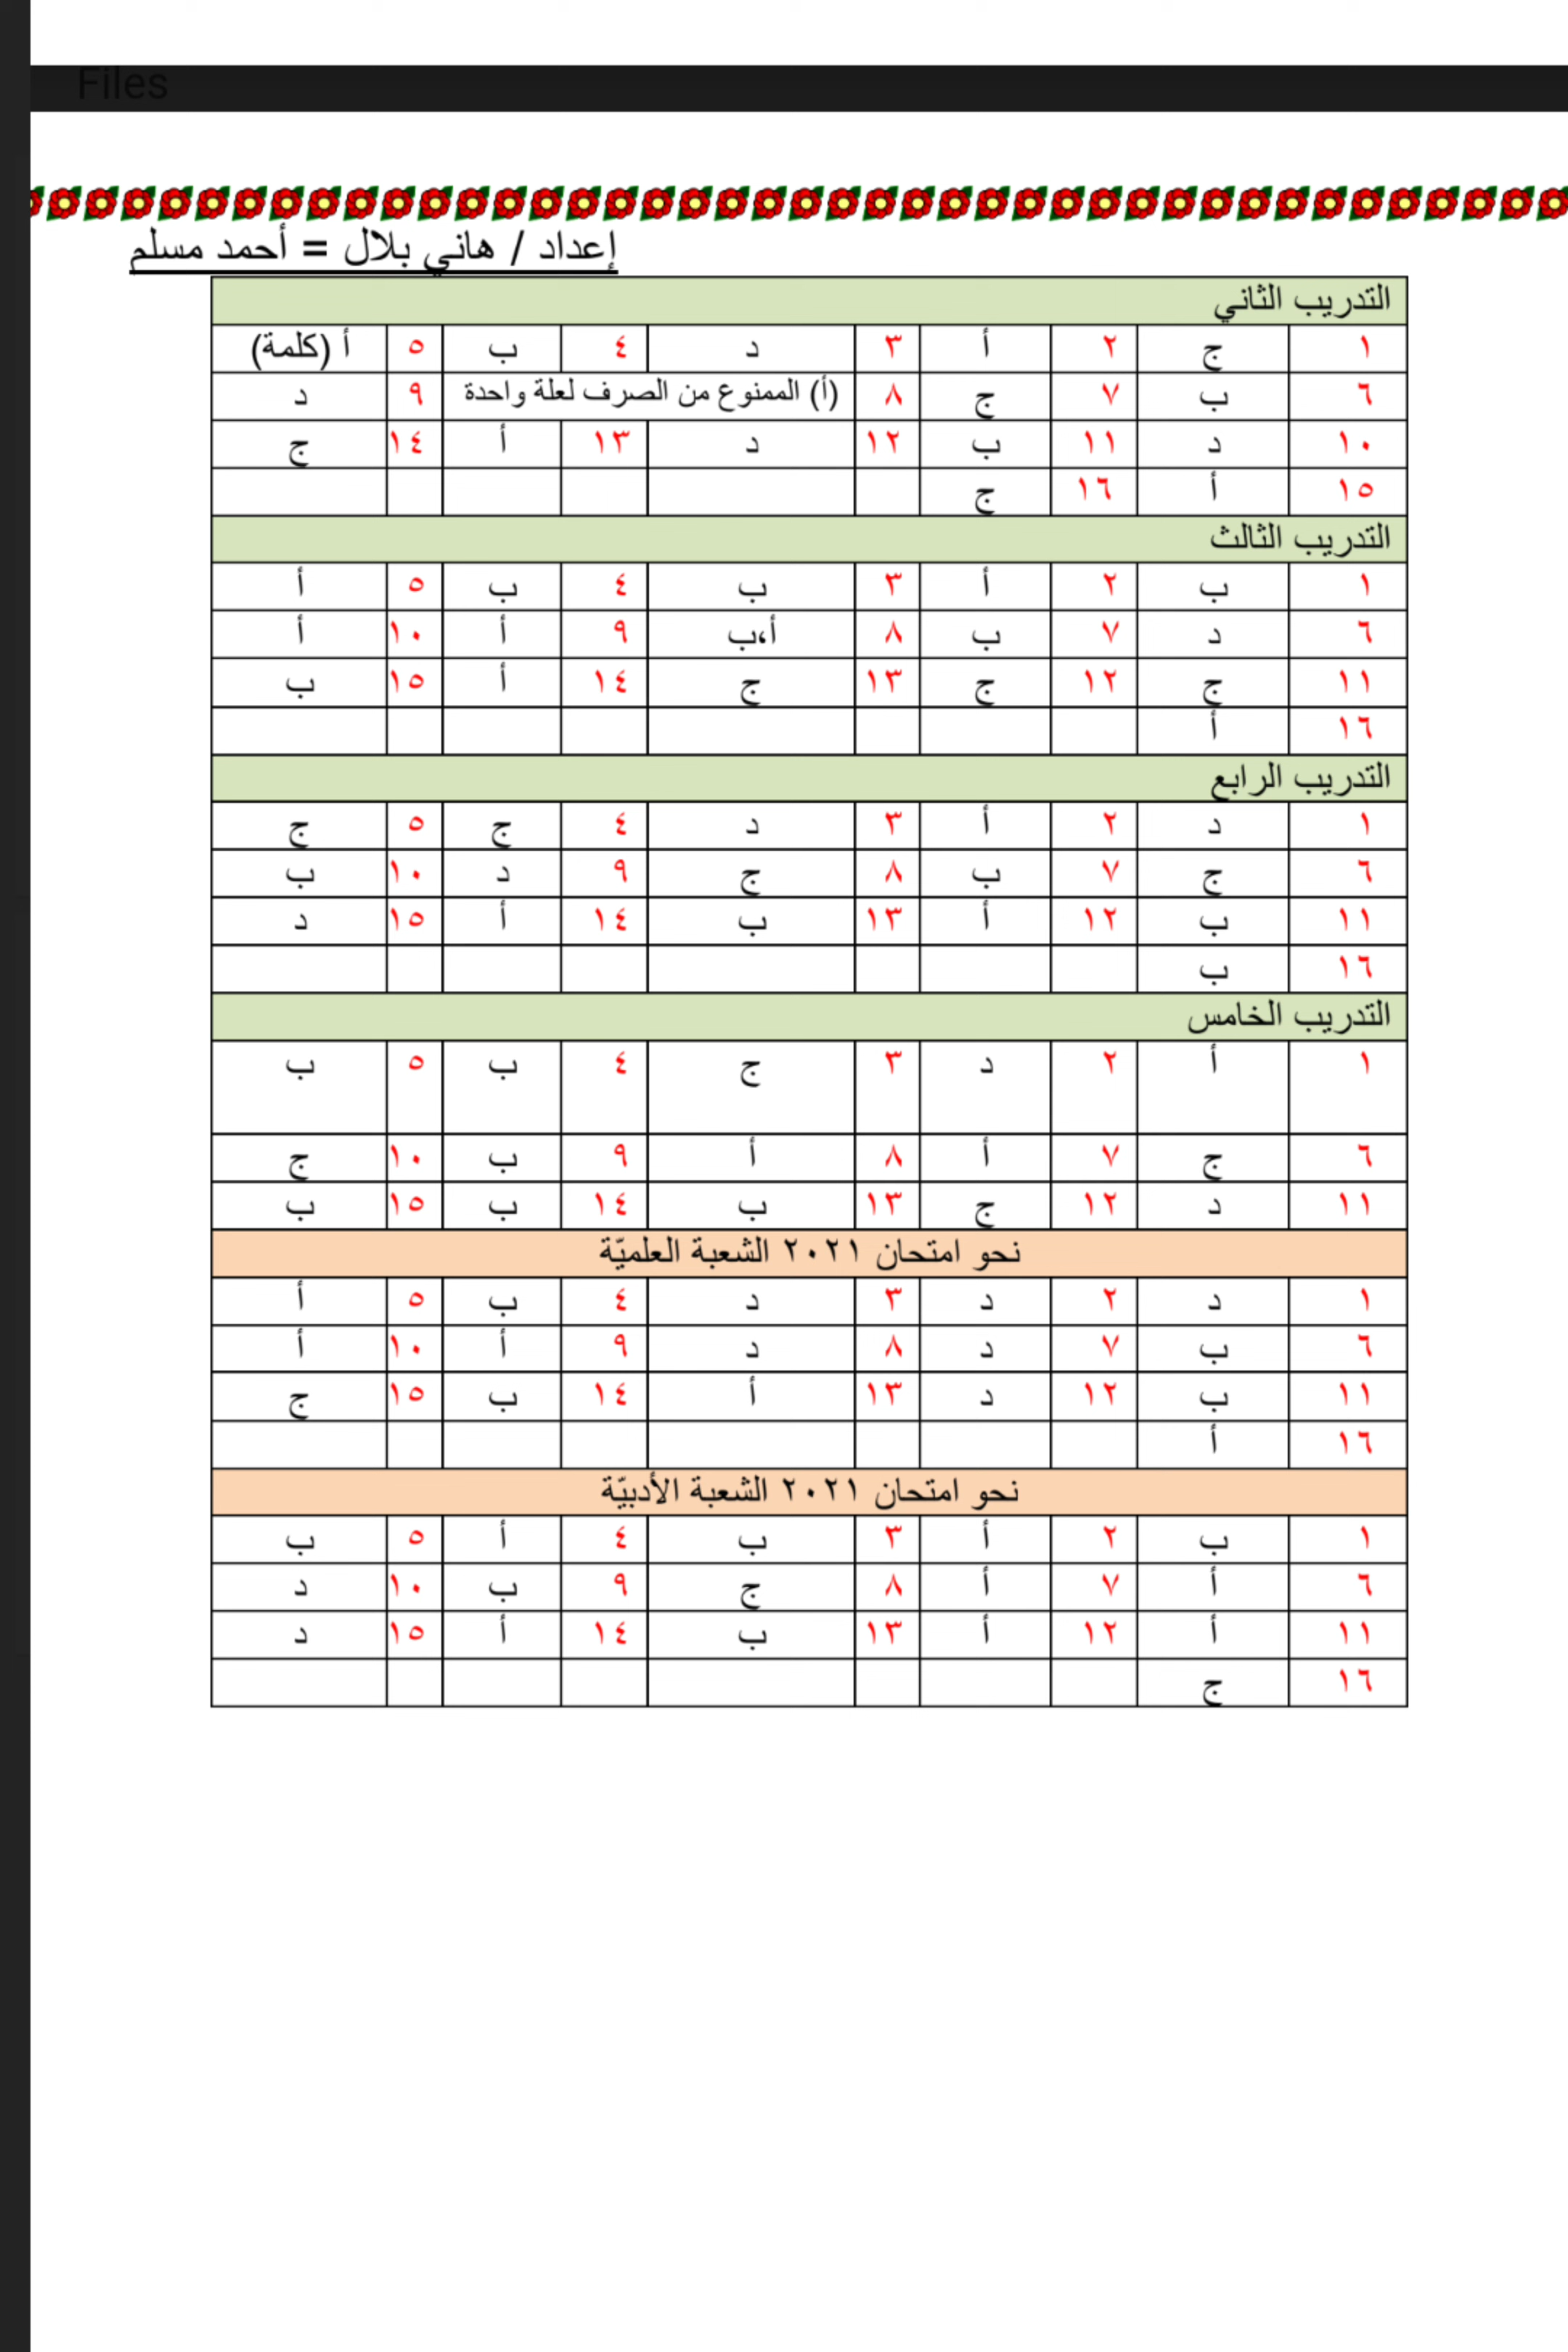 Files
إعداد / هاني بلال = أحمد مسلم
التدريب الثاني
١ ج ٢ أ ٣ د ٤ ب ٥ أ (كلمة)
٦ ب ٧ ج ٨ (أ) الممنوع من الصرف لعلة واحدة ٩ د
١٠ د ١١ ب ١٢ د ١٣ أ ١٤ ج
١٥ أ ١٦ ج
التدريب الثالث
١ ب ٢ أ ٣ ب ٤ ب ٥ أ
٦ د ٧ ب ٨ أ،ب ٩ أ ١٠ أ
١١ ج ١٢ ج ١٣ ج ١٤ أ ١٥ ب
١٦ أ
التدريب الرابع
١ د ٢ أ ٣ د ٤ ج ٥ ج
٦ ج ٧ ب ٨ ج ٩ د ١٠ ب
١١ ب ١٢ أ ١٣ ب ١٤ أ ١٥ د
١٦ ب
التدريب الخامس
١ أ ٢ د ٣ ج ٤ ب ٥ ب
٦ ج ٧ أ ٨ أ ٩ ب ١٠ ج
١١ د ١٢ ج ١٣ ب ١٤ ب ١٥ ب
نحو امتحان ٢٠٢١ الشعبة العلميّة
١ د ٢ د ٣ د ٤ ب ٥ أ
٦ ب ٧ د ٨ د ٩ أ ١٠ أ
١١ ب ١٢ د ١٣ أ ١٤ ب ١٥ ج
١٦ أ
نحو امتحان ٢٠٢١ الشعبة الأدبيّة
١ ب ٢ أ ٣ ب ٤ أ ٥ ب
٦ أ ٧ أ ٨ ج ٩ ب ١٠ د
١١ أ ١٢ أ ١٣ ب ١٤ أ ١٥ د
١٦ ج